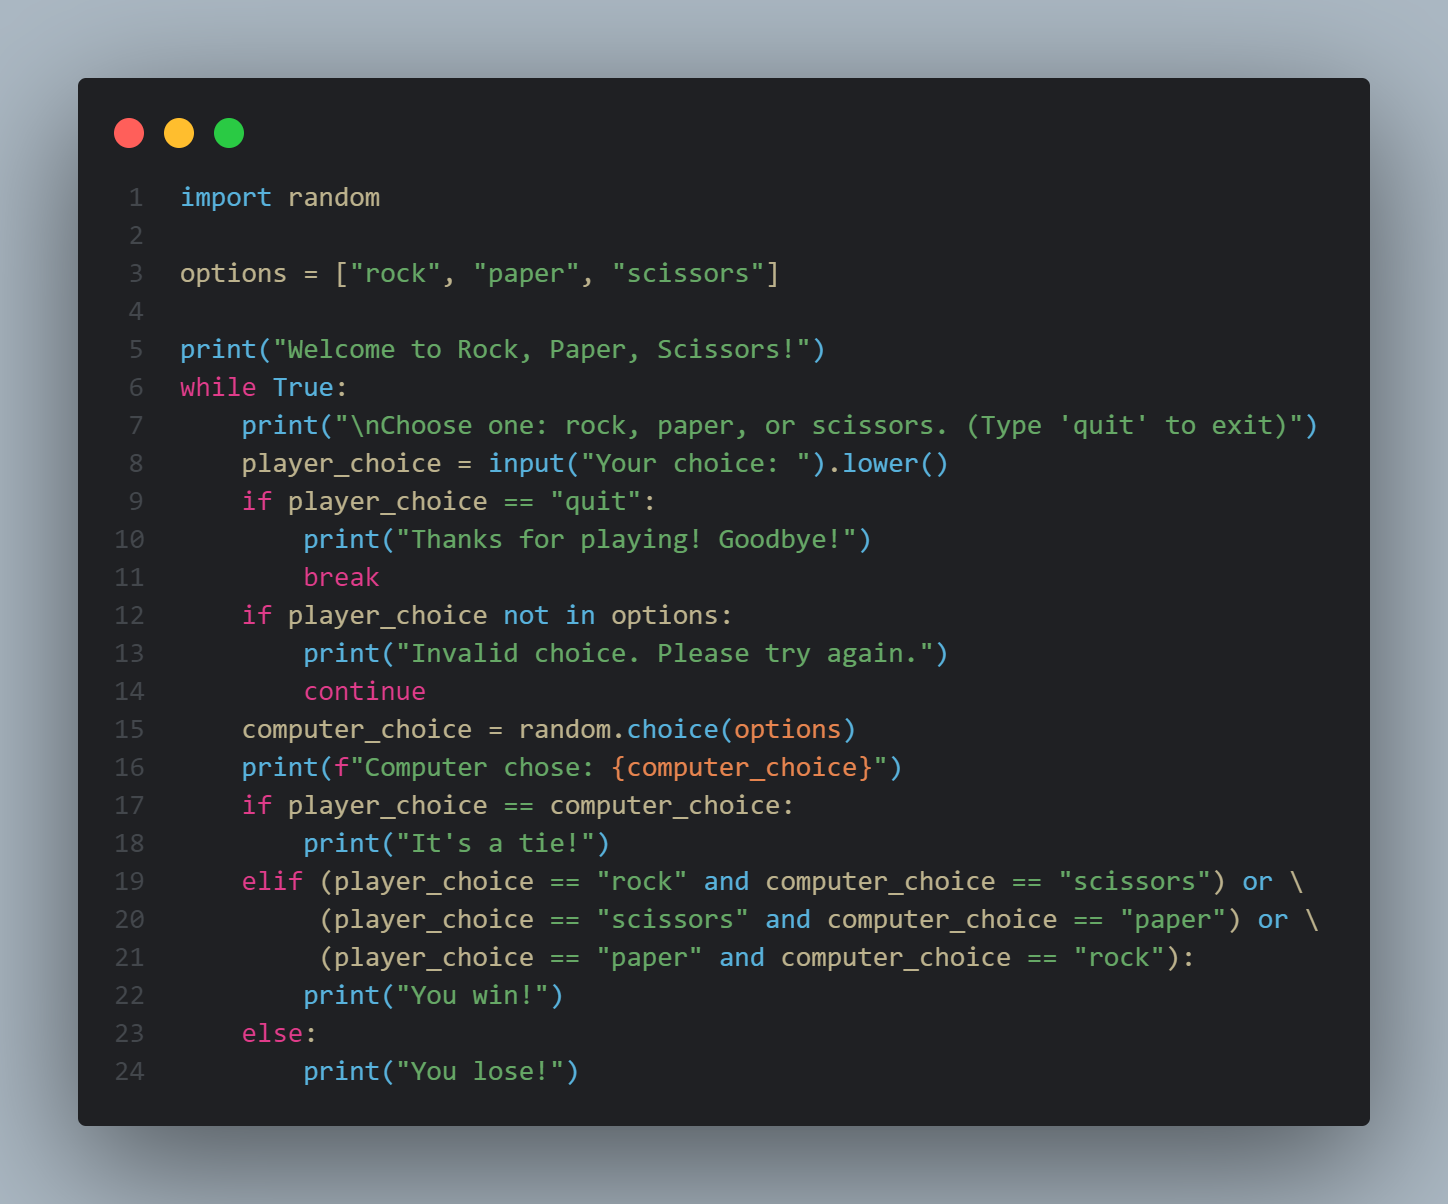 1 import random
2
3 options = ["rock", "paper", "scissors"]
4
5 print("Welcome to Rock, Paper, Scissors!")
6 while True:
7     print("\nChoose one: rock, paper, or scissors. (Type 'quit' to exit)")
8     player_choice = input("Your choice: ").lower()
9     if player_choice == "quit":
10         print("Thanks for playing! Goodbye!")
11         break
12     if player_choice not in options:
13         print("Invalid choice. Please try again.")
14         continue
15     computer_choice = random.choice(options)
16     print(f"Computer chose: {computer_choice}")
17     if player_choice == computer_choice:
18         print("It's a tie!")
19     elif (player_choice == "rock" and computer_choice == "scissors") or \
20          (player_choice == "scissors" and computer_choice == "paper") or \
21          (player_choice == "paper" and computer_choice == "rock"):
22         print("You win!")
23     else:
24         print("You lose!")